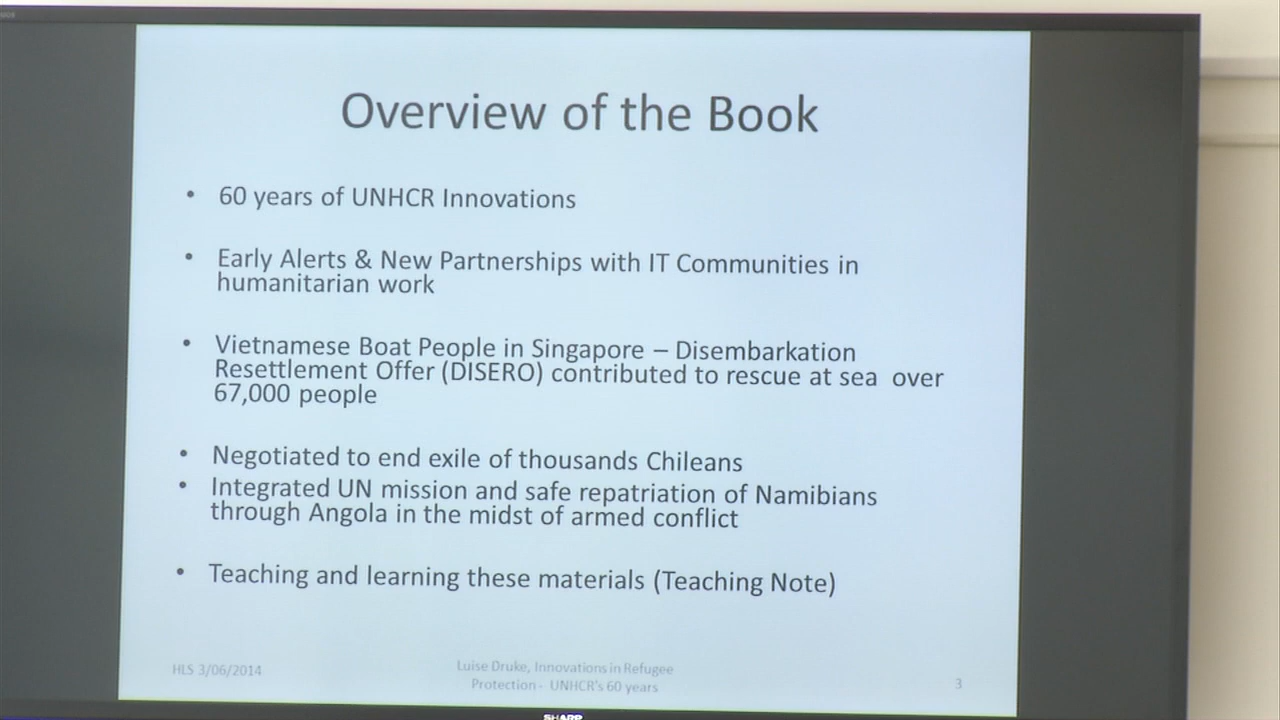 Overview of the Book
• 60 years of UNHCR Innovations
• Early Alerts & New Partnerships with IT Communities in
humanitarian work
• Vietnamese Boat People in Singapore – Disembarkation
Resettlement Offer (DISERO) contributed to rescue at sea over
67,000 people
• Negotiated to end exile of thousands Chileans
• Integrated UN mission and safe repatriation of Namibians
through Angola in the midst of armed conflict
• Teaching and learning these materials (Teaching Note)
HLS 3/06/2014
Luise Druke, Innovations in Refugee
Protection - UNHCR's 60 years
3
SHARP